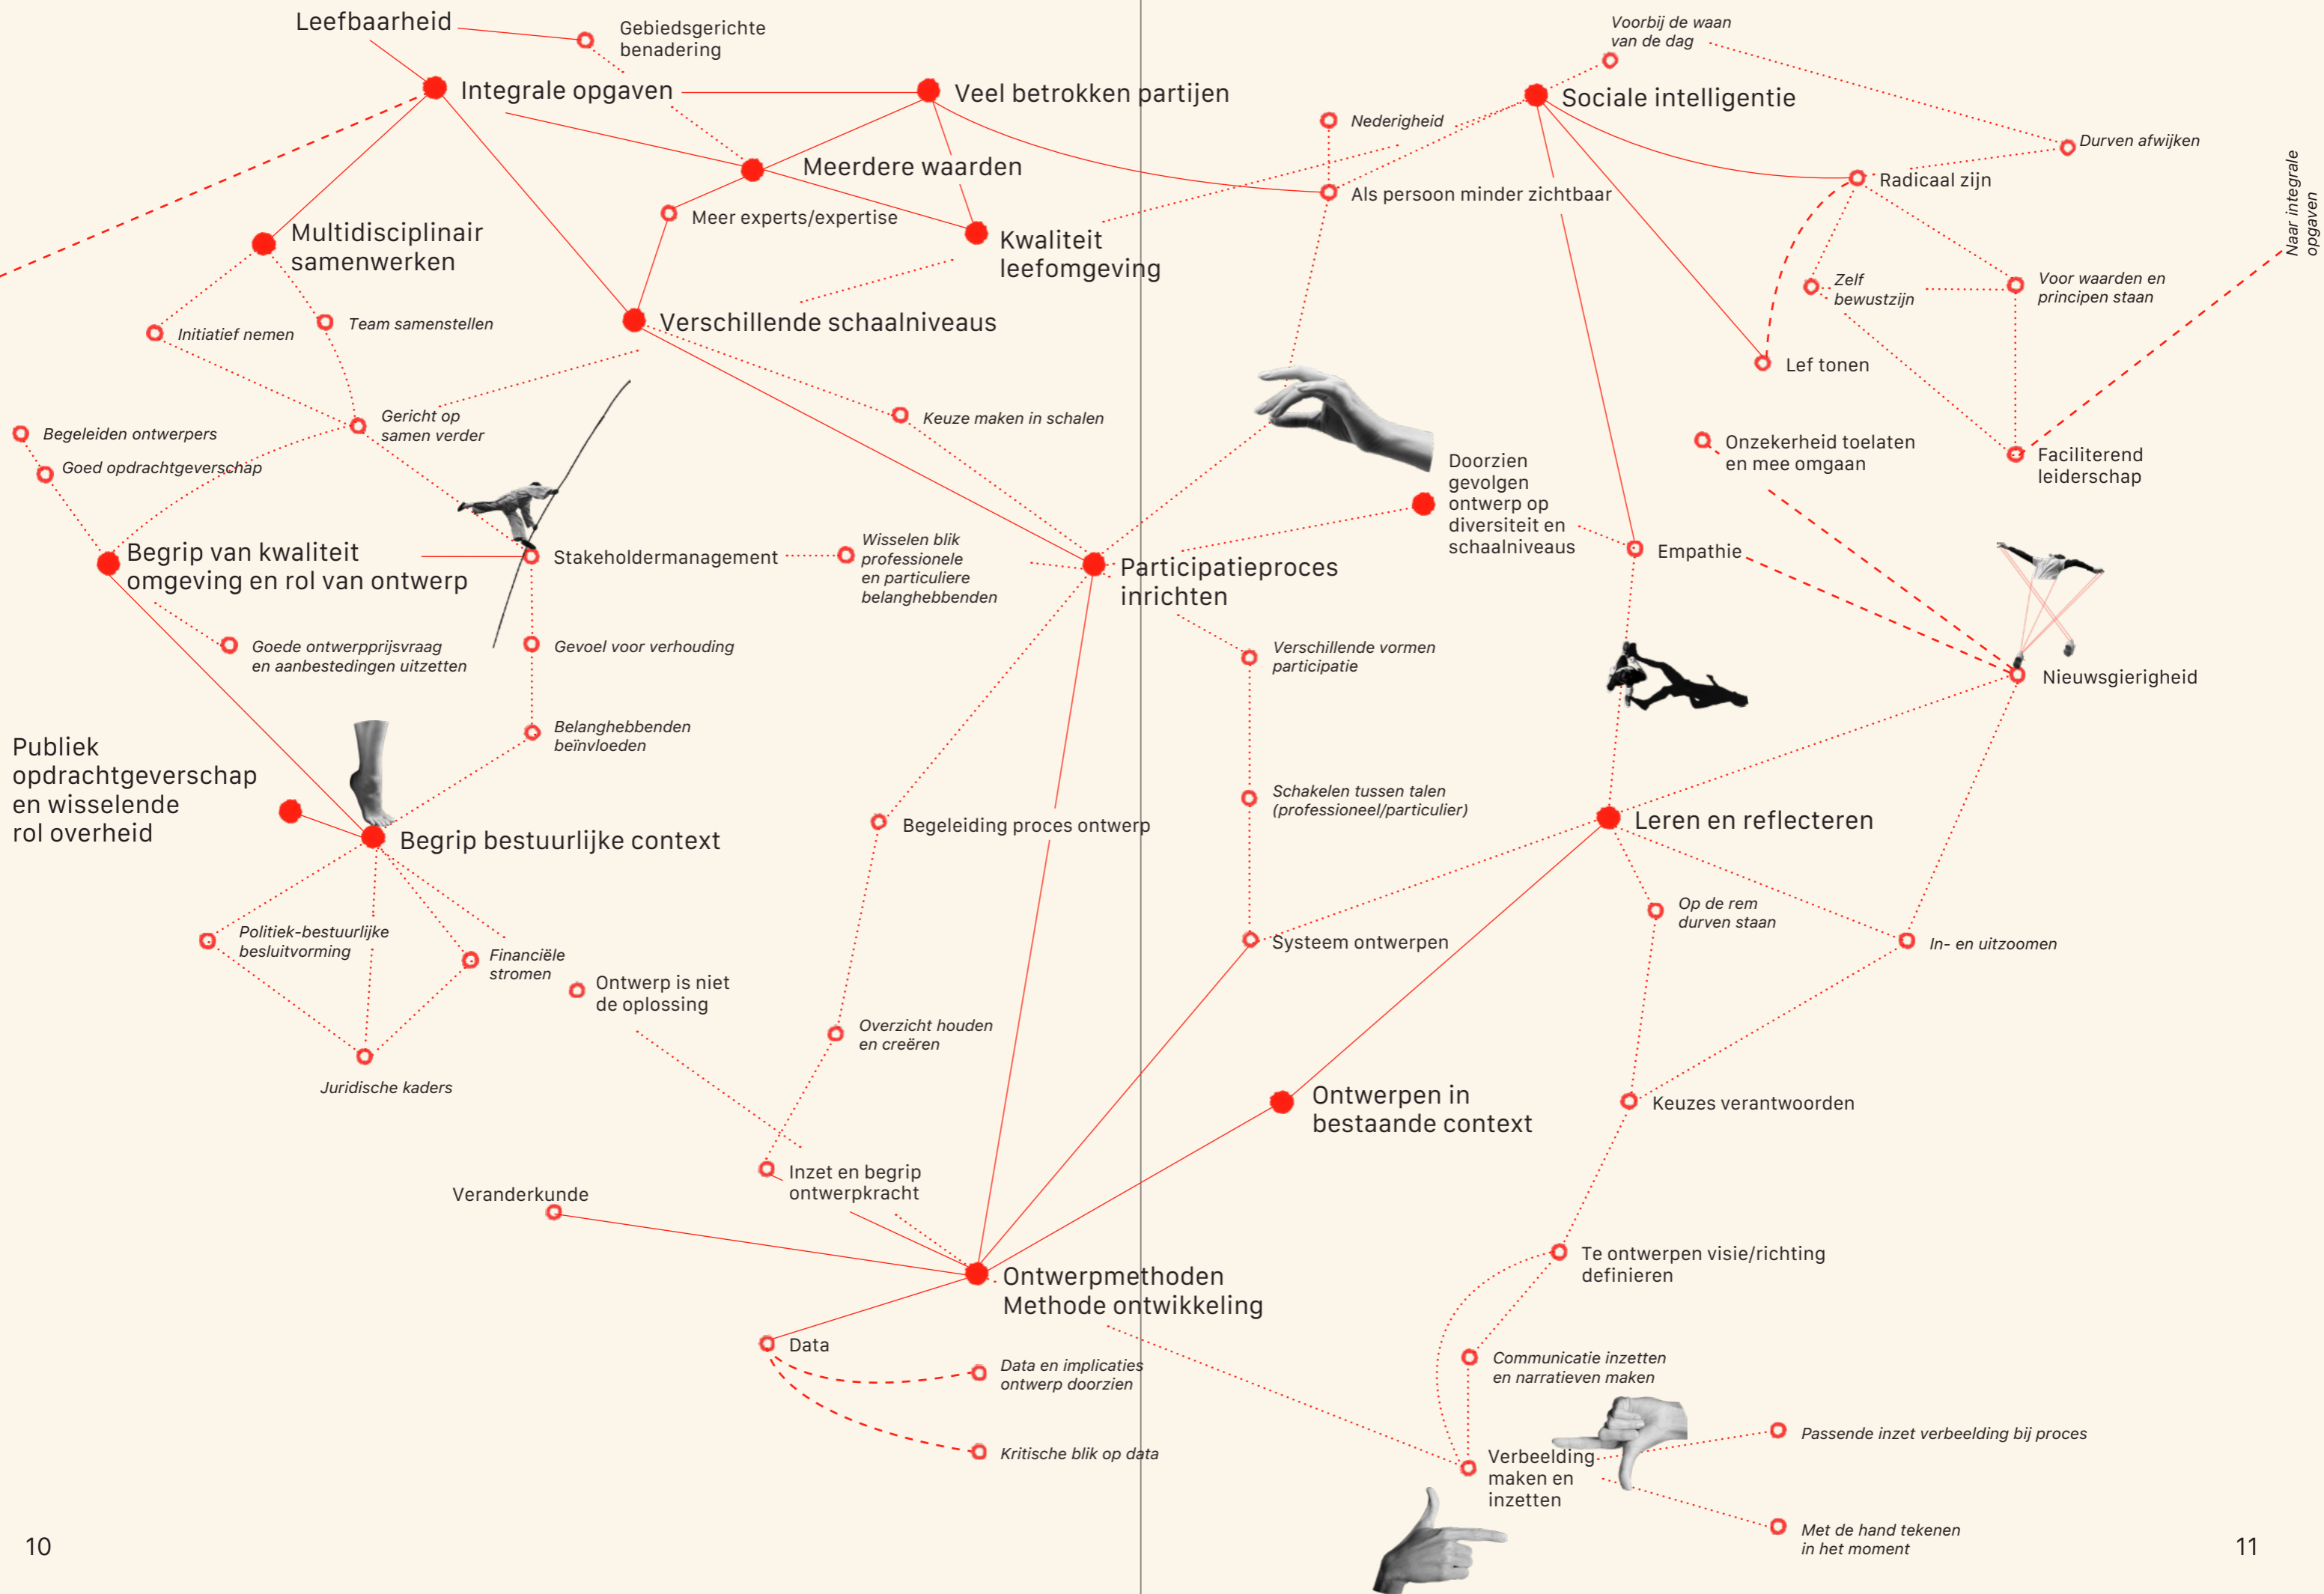 Leefbaarheid
Gebiedsgerichte
benadering
Integrale opgaven
Veel betrokken partijen
Meerdere waarden
Meer experts/expertise
Kwaliteit
leefomgeving
Multidisciplinair
samenwerken
Verschillende schaalniveaus
Initiatief nemen
Team samenstellen
Gericht op
samen verder
Keuze maken in schalen
Begeleiden ontwerpers
Goed opdrachtgeverschap
Begrip van kwaliteit
omgeving en rol van ontwerp
Stakeholdermanagement
Wisselen blik
professionele
en particuliere
belanghebbenden
Participatieproces
inrichten
Goede ontwerpprijsvraag
en aanbestedingen uitzetten
Gevoel voor verhouding
Belanghebbenden
beïnvloeden
Publiek
opdrachtgeverschap
en wisselende
rol overheid
Begrip bestuurlijke context
Begeleiding proces ontwerp
Politiek-bestuurlijke
besluitvorming
Financiële
stromen
Ontwerp is niet
de oplossing
Juridische kaders
Overzicht houden
en creëren
Inzet en begrip
ontwerpkracht
Veranderkunde
Ontwerpmethoden
Methode ontwikkeling
Data
Data en implicaties
ontwerp doorzien
Kritische blik op data
10
Voorbij de waan
van de dag
Sociale intelligentie
Nederigheid
Als persoon minder zichtbaar
Durven afwijken
Radicaal zijn
Naar integrale
opgaven
Zelf
bewustzijn
Voor waarden en
principen staan
Lef tonen
Onzekerheid toelaten
en mee omgaan
Faciliterend
leiderschap
Doorzien
gevolgen
ontwerp op
diversiteit en
schaalniveaus
Empathie
Nieuwsgierigheid
Verschillende vormen
participatie
Schakelen tussen talen
(professioneel/particulier)
Leren en reflecteren
Systeem ontwerpen
Op de rem
durven staan
In- en uitzoomen
Ontwerpen in
bestaande context
Keuzes verantwoorden
Te ontwerpen visie/richting
definieren
Communicatie inzetten
en narratieven maken
Verbeelding
maken en
inzetten
Passende inzet verbeelding bij proces
Met de hand tekenen
in het moment
11